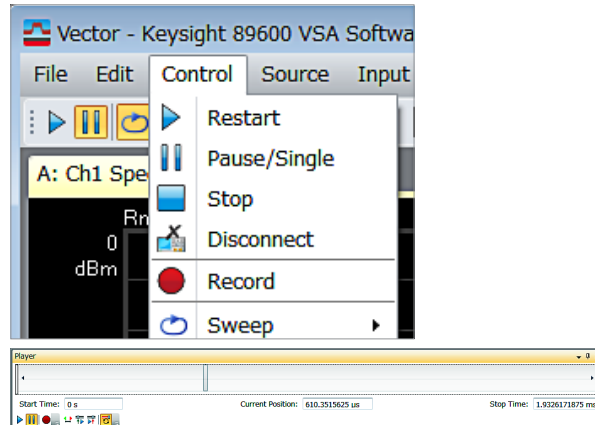 Vector - Keysight 89600 VSA Softwa
File Edit Control Source Input
Restart
A: Ch1 Spe
Pause/Single
Stop
Rn
0
dBm
Disconnect
Record
Sweep
Player
Start Time: 0 s Current Position: 610.3515625 µs Stop Time: 1.9326171875 ms